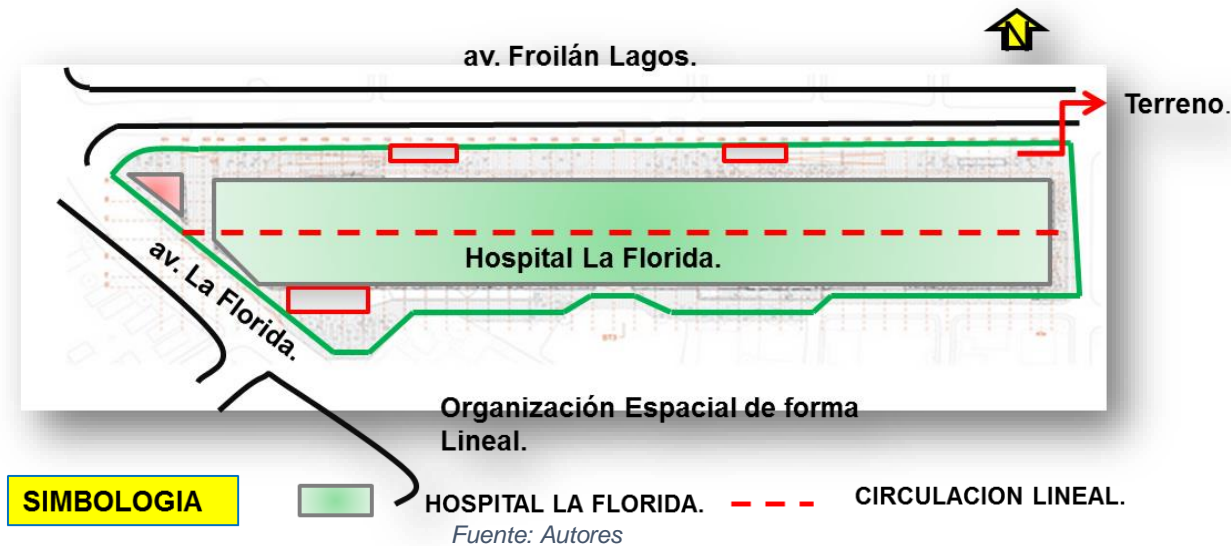 N
av. Froilán Lagos.
Terreno.
Hospital La Florida.
av. La Florida.
Organización Espacial de forma
Lineal.
SIMBOLOGIA
HOSPITAL LA FLORIDA.
CIRCULACION LINEAL.
Fuente: Autores